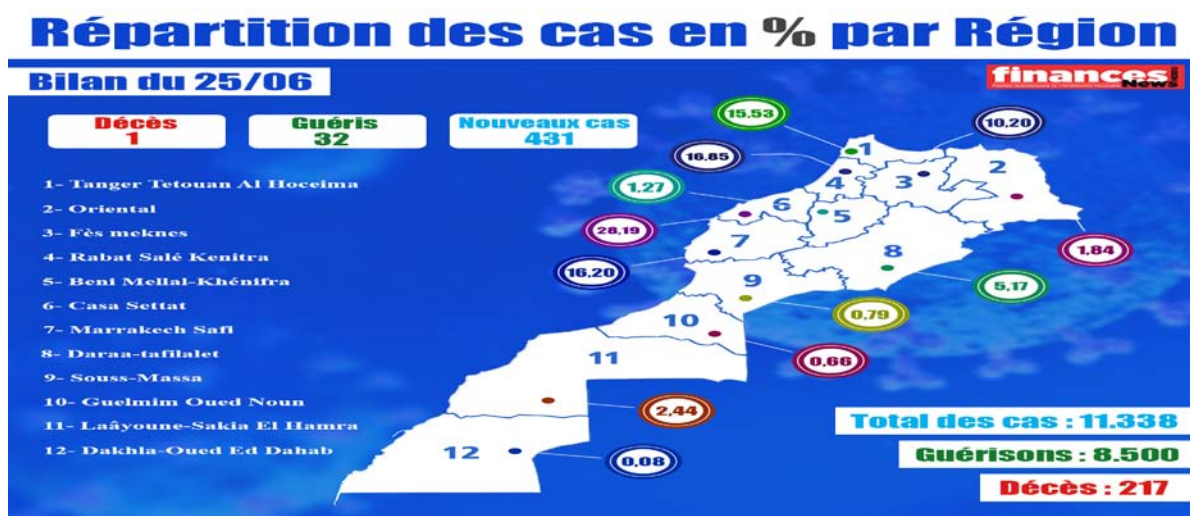 Répartition des cas en % par Région
Bilan du 25/06
finances
News
Décès
1
Guéris
32
Nouveaux cas
431
1- Tanger Tetouan Al Hoceima
2- Oriental
3- Fès meknes
4- Rabat Salé Kenitra
5- Beni Mellal-Khénifra
6- Casa Settat
7- Marrakech Safi
8- Daraa-tafilalet
9- Souss-Massa
10- Guelmim Oued Noun
11- Laâyoune-Sakia El Hamra
12- Dakhla-Oued Ed Dahab
15.53
10.20
16.85
1.27
28,19
16.20
1,84
5,17
0,79
0,66
2,44
0,08
1
2
3
4
5
6
7
8
9
10
11
12
Total des cas : 11.338
Guérisons : 8.500
Décès : 217